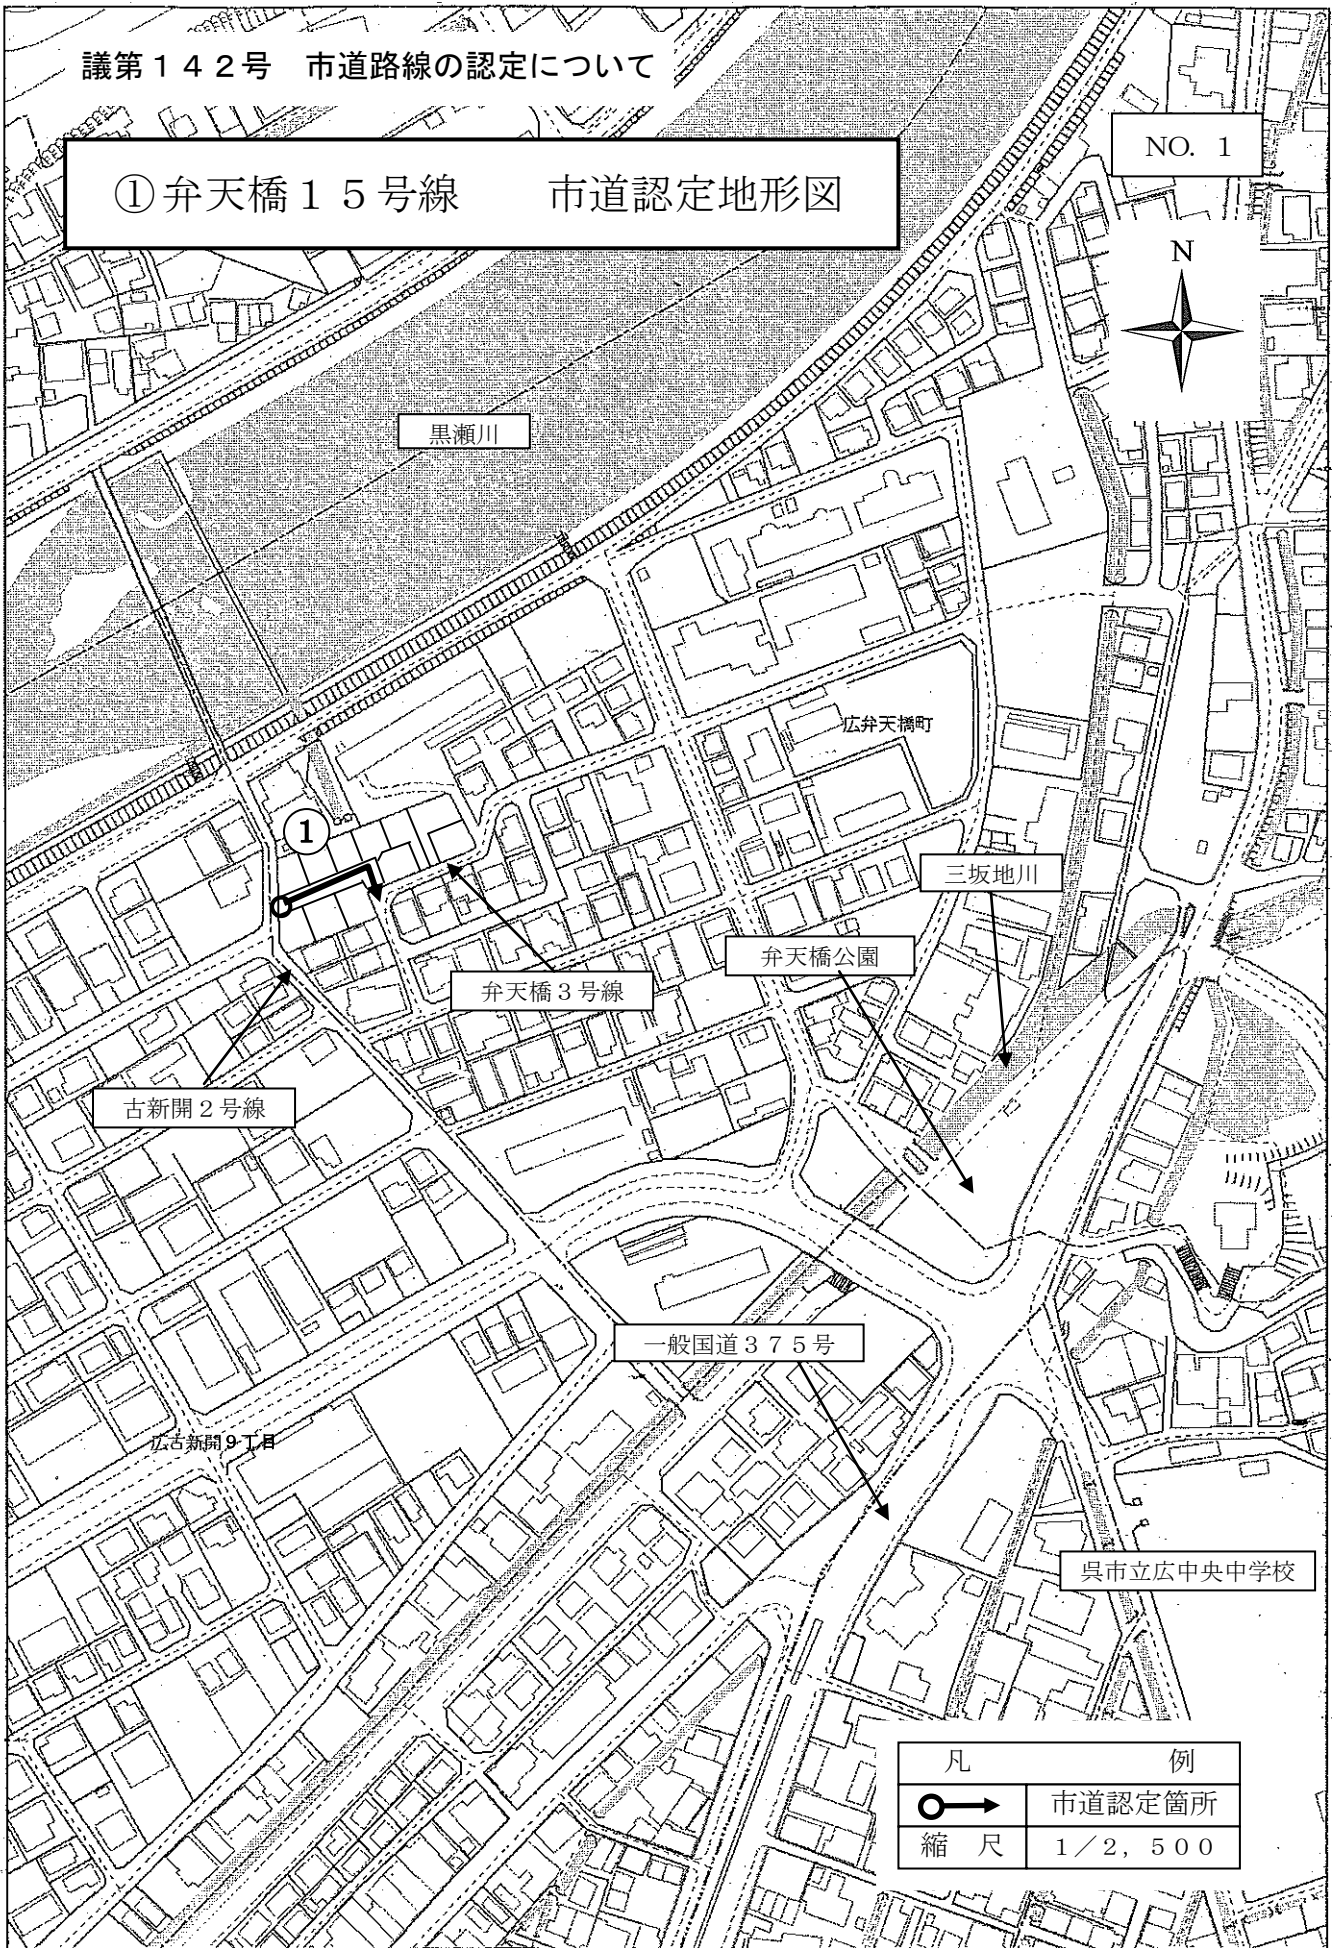 議第１４２号　市道路線の認定について
①弁天橋１５号線　　市道認定地形図
NO. 1
N
黒瀬川
広弁天橋町
①
三坂地川
弁天橋公園
弁天橋３号線
古新開２号線
一般国道３７５号
広古新開９丁目
呉市立広中央中学校
凡　例
市道認定箇所
縮　尺　１／２，５００